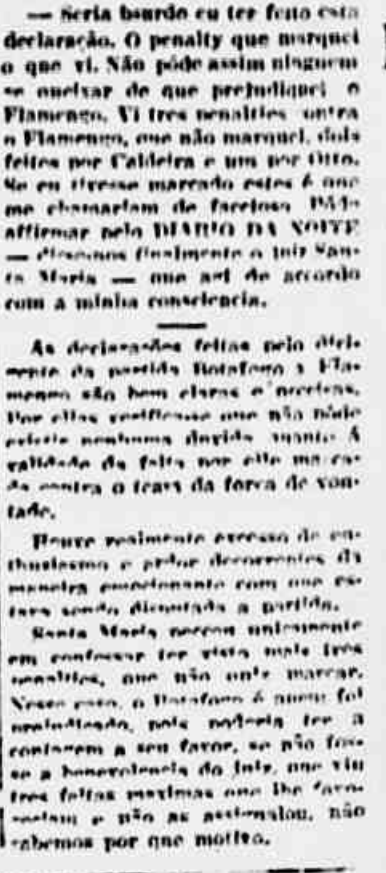 — Seria burdo eu ter feito esta
declaração. O penalty que marquei
o que vi. Não póde assim ninguem
se queixar de que prejudiquei o
Flamengo. Vi tres penalties contra
o Flamengo, que não marquei, dois
feitos por Caldeira e um por Otto.
Se eu tivesse marcado estes é que
me chamariam de faccioso. Póde
affirmar pelo DIARIO DA NOITE
— disse-nos finalmente o juiz San-
ta Maria — que agi de accordo
com a minha consciencia.
As declarações feitas pelo diri-
gente da partida Botafogo x Fla-
mengo são bem claras e precisas.
Por ellas verifica-se que não póde
existir nenhuma duvida quanto á
validade da falta por elle marca-
da contra o team da força de von-
tade.
Houve realmente excesso de en-
thusiasmo e ardor decorrentes da
maneira emocionante com que es-
tava sendo disputada a partida.
Santa Maria peccou unicamente
em confessar ter visto mais tres
penalties, que não quiz marcar.
Nesse caso, o Botafogo é quem foi
prejudicado, pois poderia ter a
contagem a seu favor, se não fos-
se a benevolencia do juiz, que viu
tres faltas maximas que lhe favo-
reciam e não as assignalou, não
sabemos por que motivo.